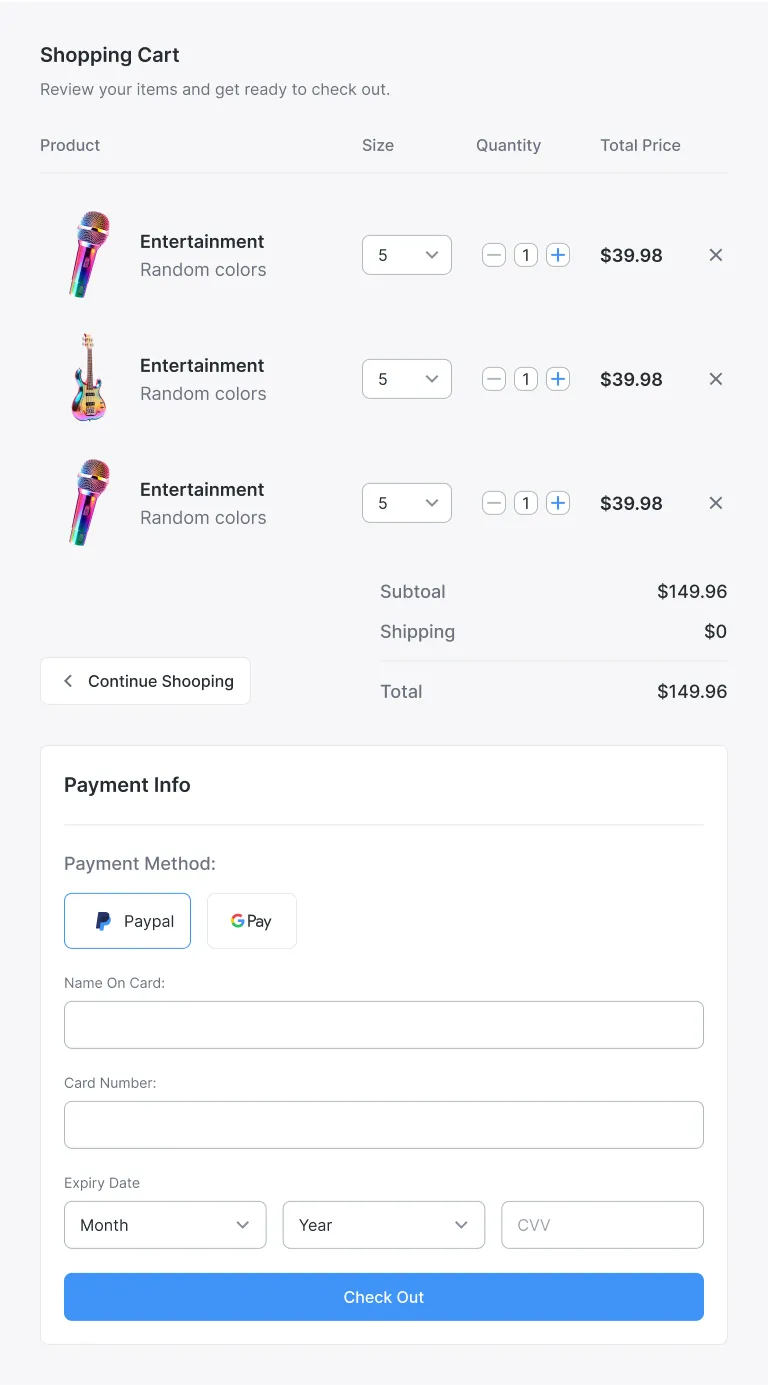 Shopping Cart
Review your items and get ready to check out.
Product Size Quantity Total Price
Entertainment
Random colors
5 1 $39.98
Entertainment
Random colors
5 1 $39.98
Entertainment
Random colors
5 1 $39.98
Subtoal $149.96
Shipping $0
Continue Shooping
Total $149.96
Payment Info
Payment Method:
Paypal G Pay
Name On Card:
Card Number:
Expiry Date
Month Year CVV
Check Out